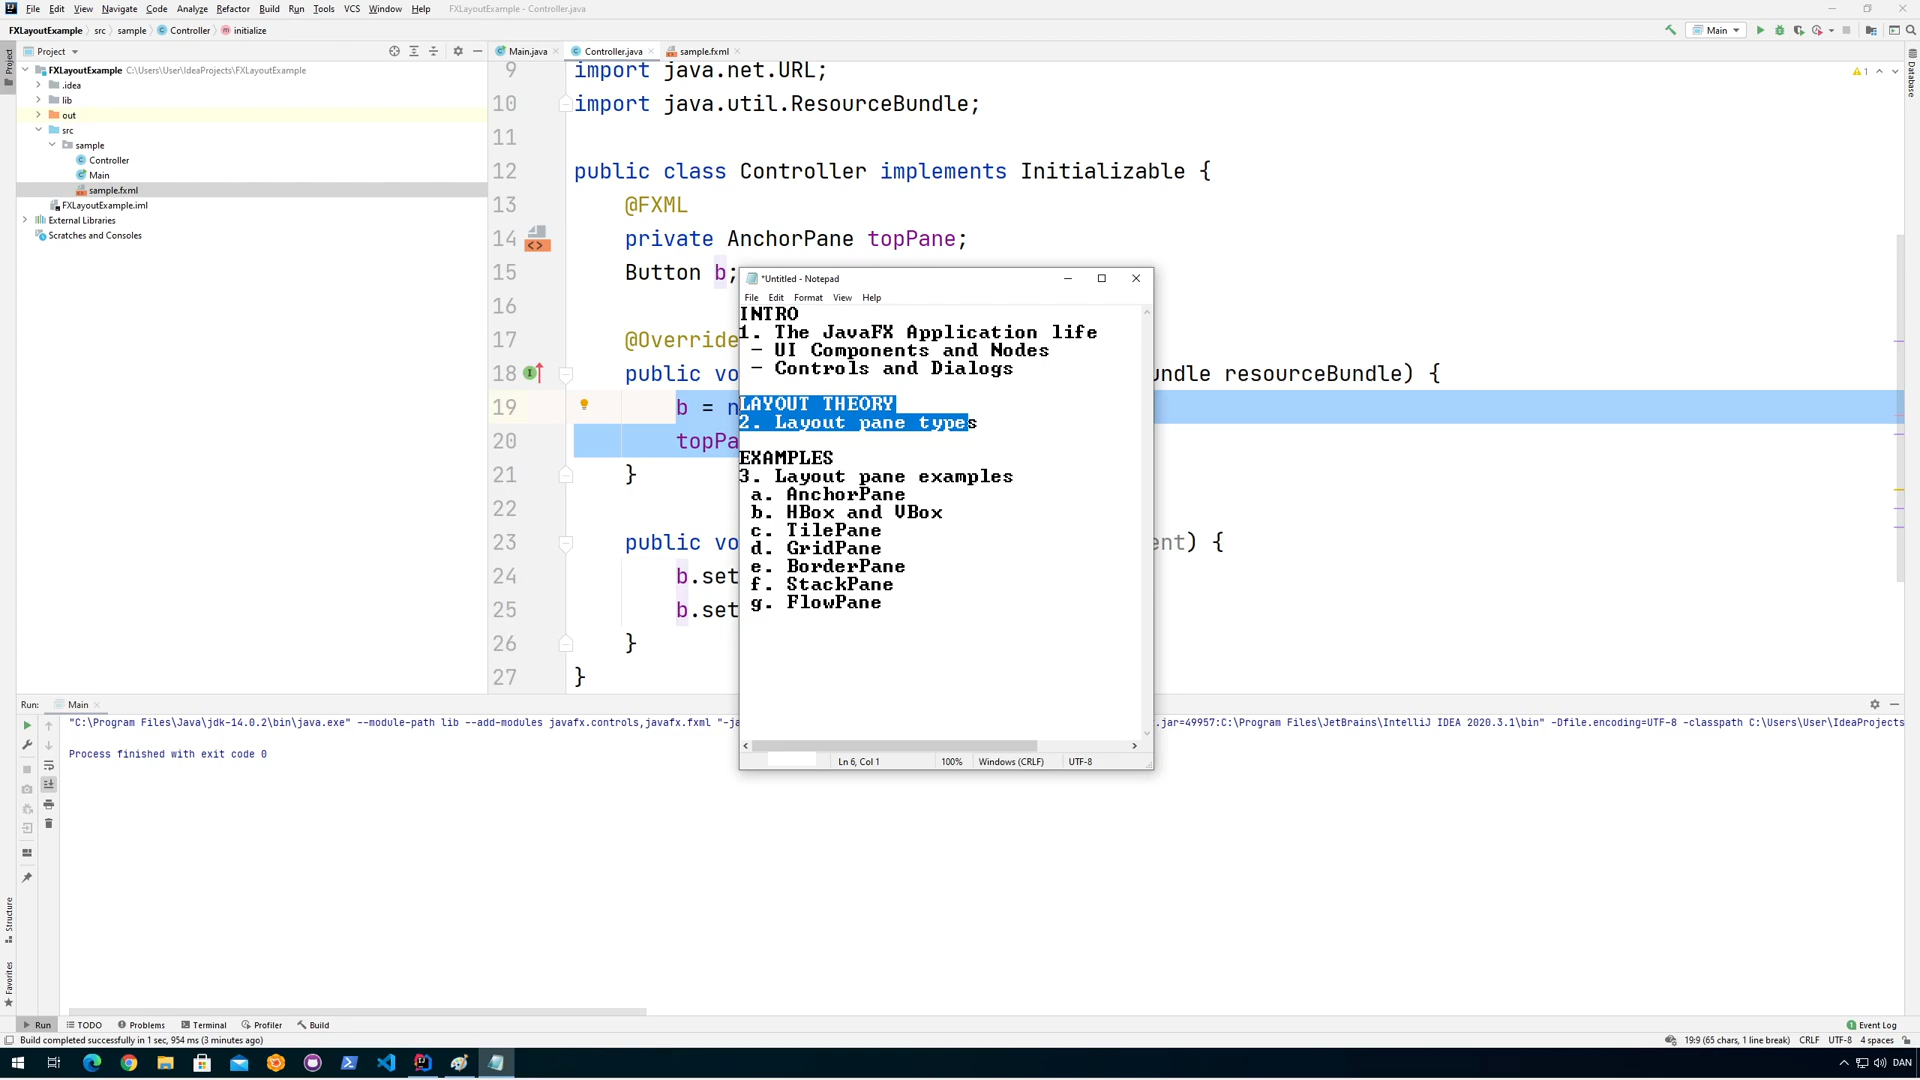 File Edit View Navigate Code Analyze Refactor Build Run Tools VCS Window Help FXLayoutExample - Controller.java
FXLayoutExample src sample Controller initialize
Main
Project
Main.java Controller.java sample.fxml
FXLayoutExample C:\Users\User\IdeaProjects\FXLayoutExample
.idea
lib
out
src
sample
Controller
Main
sample.fxml
FXLayoutExample.iml
External Libraries
Scratches and Consoles
Project
Structure
Favorites
Database
1
9 import java.net.URL;
10 import java.util.ResourceBundle;
11
12 public class Controller implements Initializable {
13 @FXML
14 private AnchorPane topPane;
15 Button b;
16
17 @Override
18 public vo undle resourceBundle) {
19 b = n
20 topPa
21 }
22
23 public vo ent) {
24 b.set
25 b.set
26 }
27 }
*Untitled - Notepad
File Edit Format View Help
INTRO
1. The JavaFX Application life
- UI Components and Nodes
- Controls and Dialogs
LAYOUT THEORY
2. Layout pane types
EXAMPLES
3. Layout pane examples
a. AnchorPane
b. HBox and VBox
c. TilePane
d. GridPane
e. BorderPane
f. StackPane
g. FlowPane
Ln 6, Col 1 100% Windows (CRLF) UTF-8
Run: Main
"C:\Program Files\Java\jdk-14.0.2\bin\java.exe" --module-path lib --add-modules javafx.controls,javafx.fxml "-ja .jar=49957:C:\Program Files\JetBrains\IntelliJ IDEA 2020.3.1\bin" -Dfile.encoding=UTF-8 -classpath C:\Users\User\IdeaProjects
Process finished with exit code 0
Run TODO Problems Terminal Profiler Build Event Log
Build completed successfully in 1 sec, 954 ms (3 minutes ago) 19:9 (65 chars, 1 line break) CRLF UTF-8 4 spaces
DAN